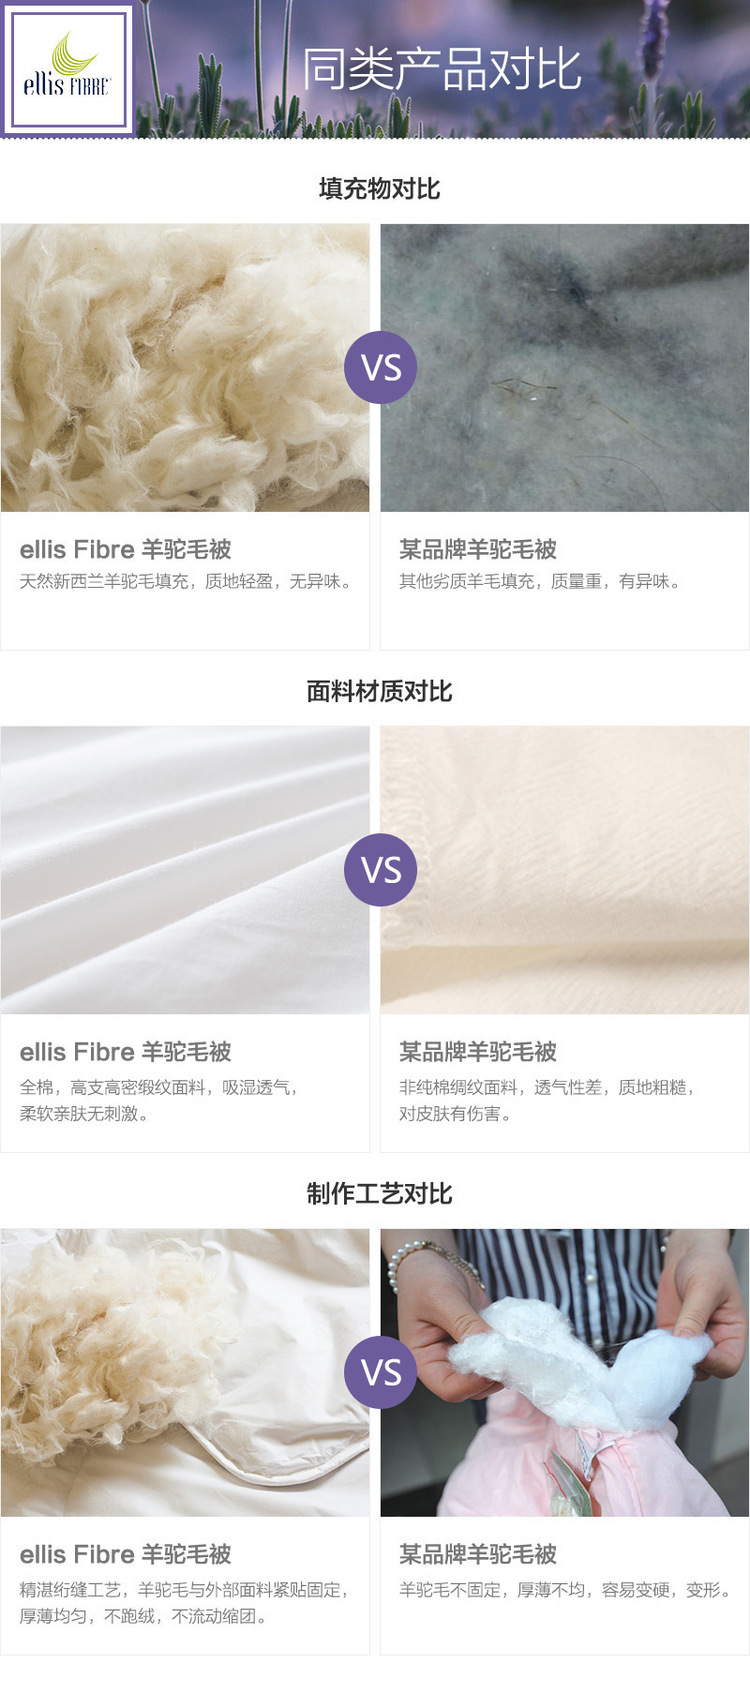 ellis FIBRE
同类产品对比
填充物对比
VS
ellis Fibre 羊驼毛被
天然新西兰羊驼毛填充，质地轻盈，无异味。
某品牌羊驼毛被
其他劣质羊毛填充，质量重，有异味。
面料材质对比
VS
ellis Fibre 羊驼毛被
全棉，高支高密缎纹面料，吸湿透气，
柔软亲肤无刺激。
某品牌羊驼毛被
非纯棉绸纹面料，透气性差，质地粗糙，
对皮肤有伤害。
制作工艺对比
VS
ellis Fibre 羊驼毛被
精湛绗缝工艺，羊驼毛与外部面料紧贴固定，
厚薄均匀，不跑绒，不流动缩团。
某品牌羊驼毛被
羊驼毛不固定，厚薄不均，容易变硬，变形。